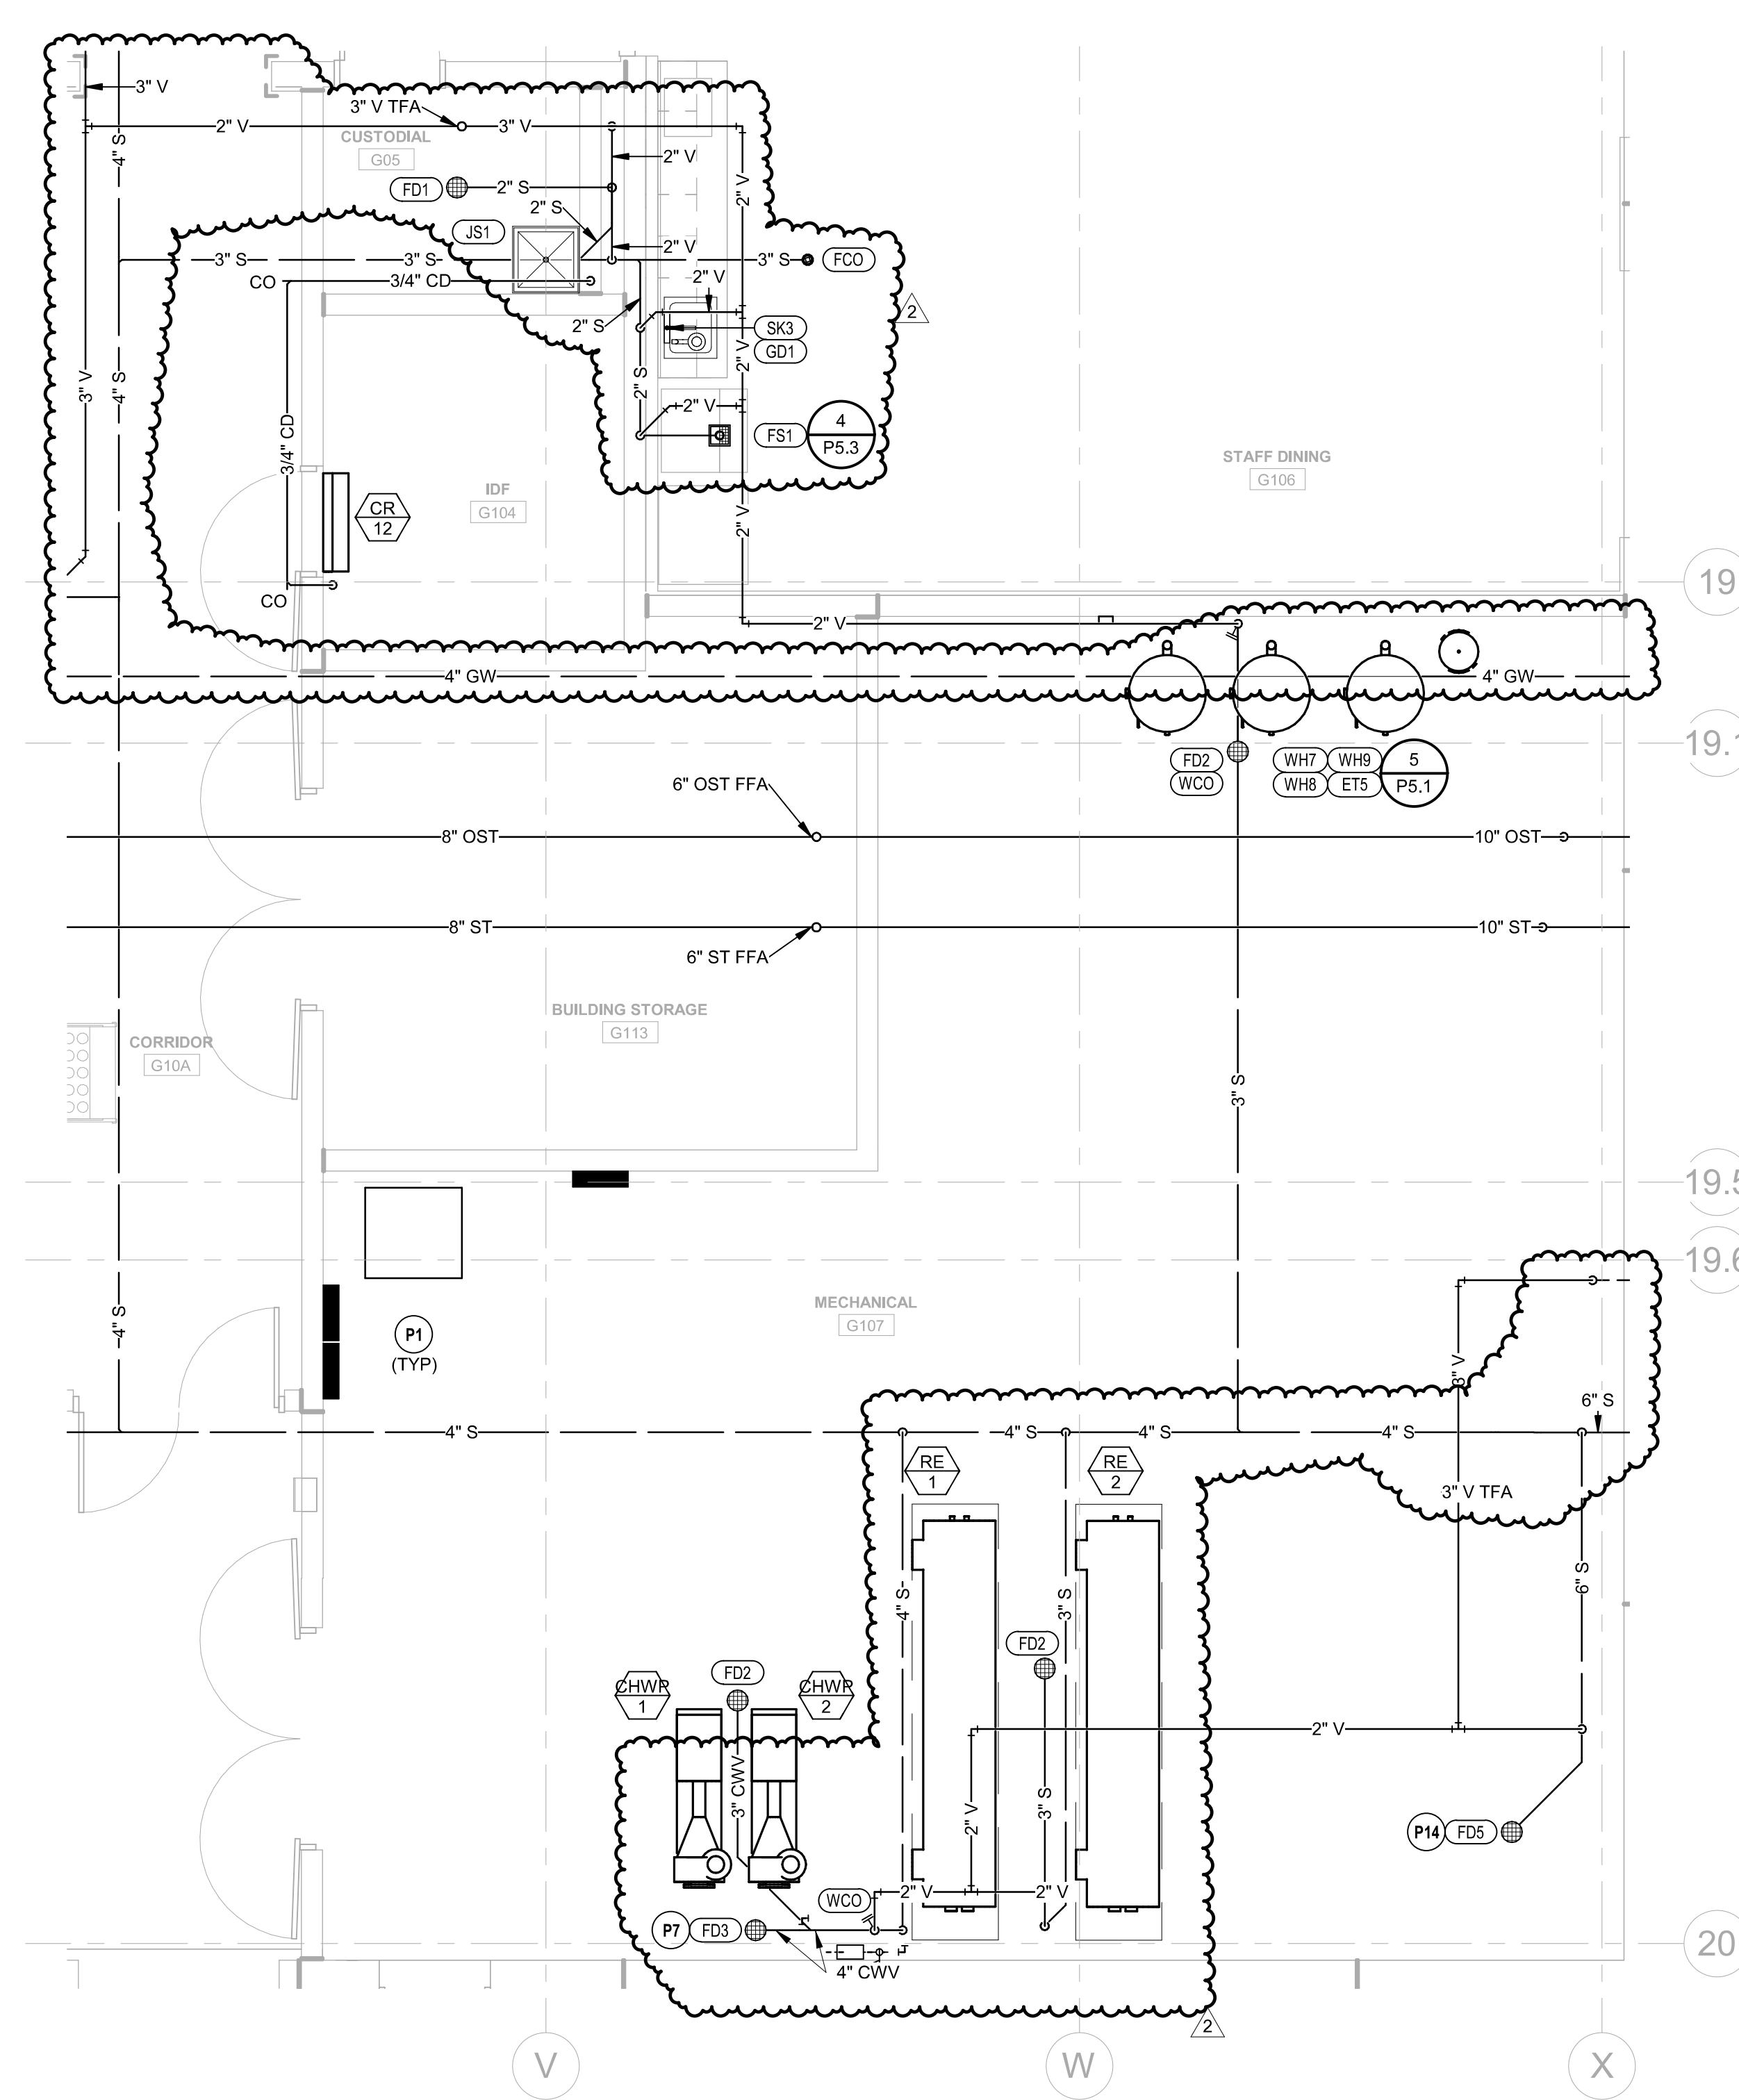 3" V
3" V TFA
2" V
3" V
CUSTODIAL
G05
4" S
2" V
FD1
2" S
2" V
2" S
JS1
2" V
3" S
3" S
3" S
FCO
CO
3/4" CD
2" V
2
2" S
SK3
GD1
2" V
3" V
4" S
2" S
2" V
3/4" CD
FS1
4
P5.3
STAFF DINING
G106
IDF
G104
CR
12
2" V
19
CO
2" V
4" GW
4" GW
19.1
FD2
WCO
WH7
WH9
WH8
ET5
5
P5.1
6" OST FFA
8" OST
10" OST
8" ST
10" ST
6" ST FFA
BUILDING STORAGE
G113
CORRIDOR
G10A
3" S
19.5
19.6
MECHANICAL
G107
4" S
P1
(TYP)
3" V
6" S
4" S
4" S
4" S
4" S
RE
1
RE
2
3" V TFA
4" S
3" S
6" S
FD2
FD2
CHWP
1
CHWP
2
2" V
3" CWV
3" S
2" V
P14
FD5
WCO
2" V
2" V
P7
FD3
4" CWV
20
2
V
W
X